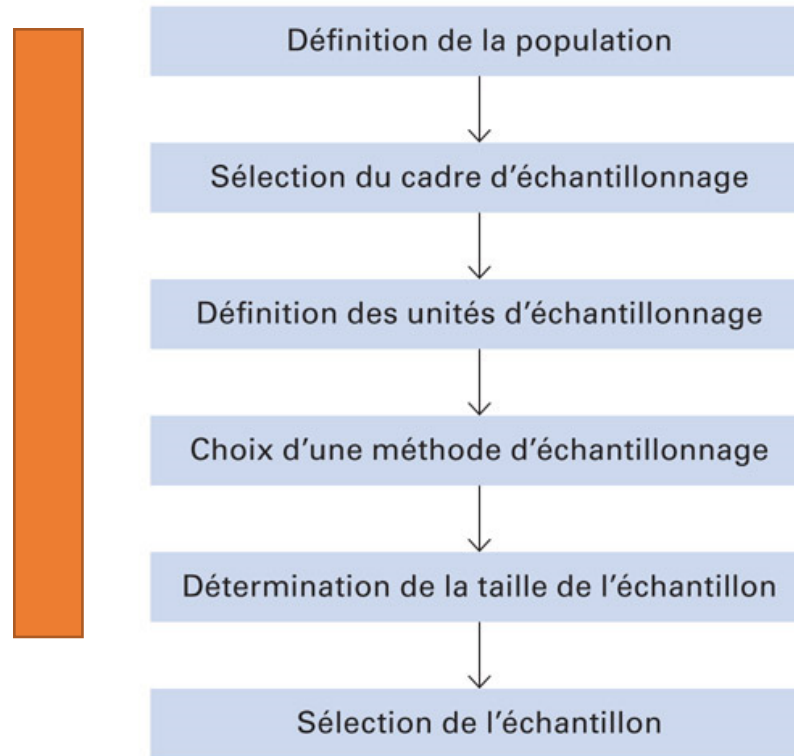 Définition de la population
Sélection du cadre d’échantillonnage
Définition des unités d’échantillonnage
Choix d’une méthode d’échantillonnage
Détermination de la taille de l’échantillon
Sélection de l’échantillon